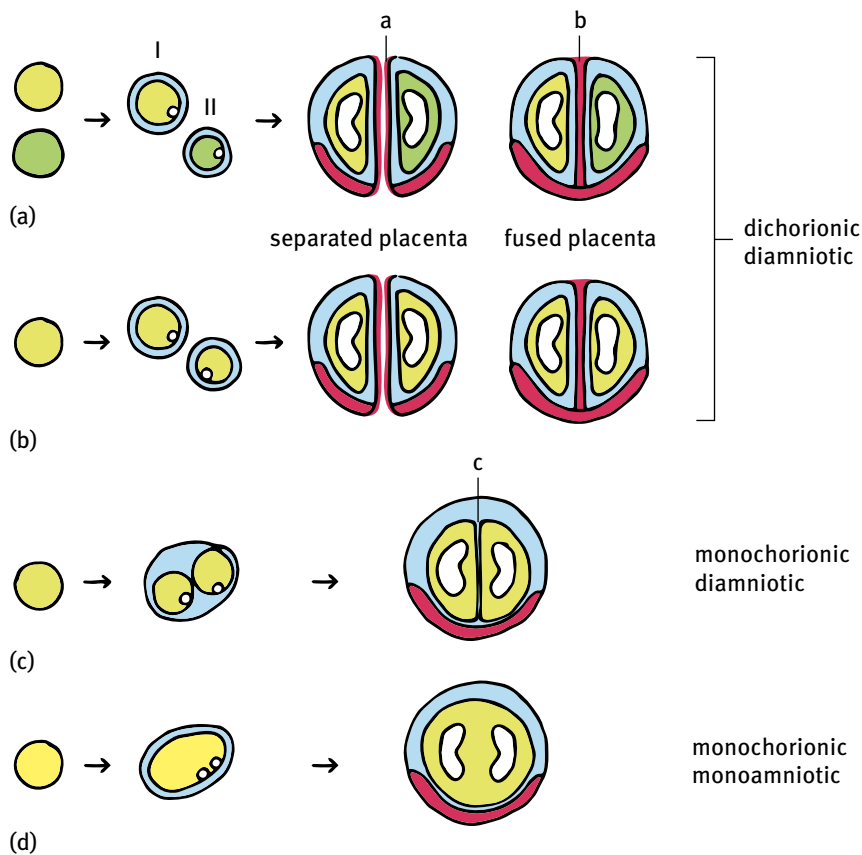 a
b
I
II
(a)
separated placenta
fused placenta
dichorionic
diamniotic
(b)
c
monochorionic
diamniotic
(c)
monochorionic
monoamniotic
(d)